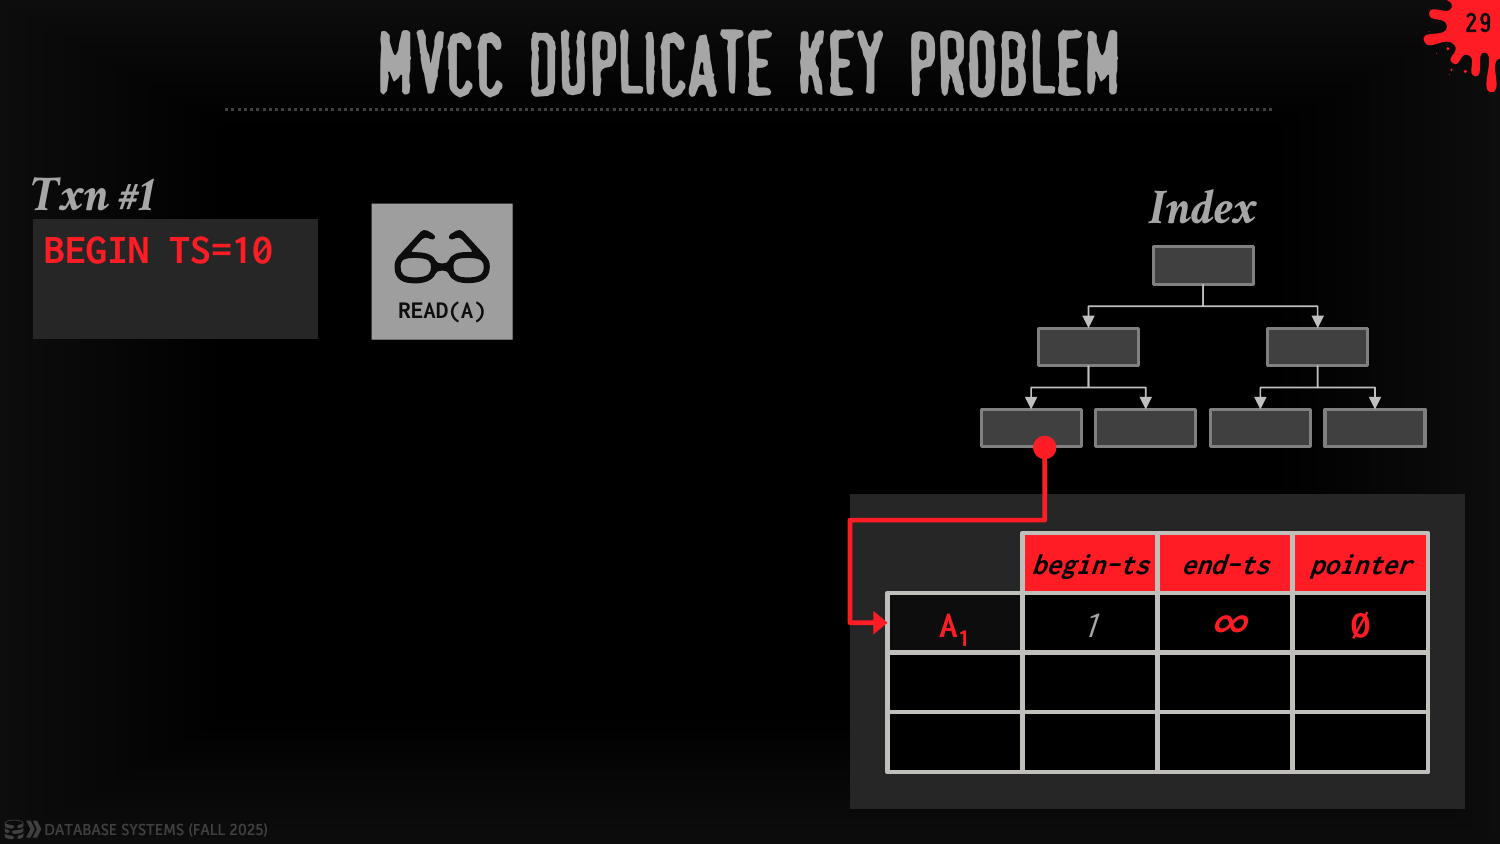 29
MVCC DUPLICATE KEY PROBLEM
Txn #1
BEGIN TS=10
READ(A)
Index
begin-ts end-ts pointer
A₁ 1 ∞ Ø
DATABASE SYSTEMS (FALL 2025)